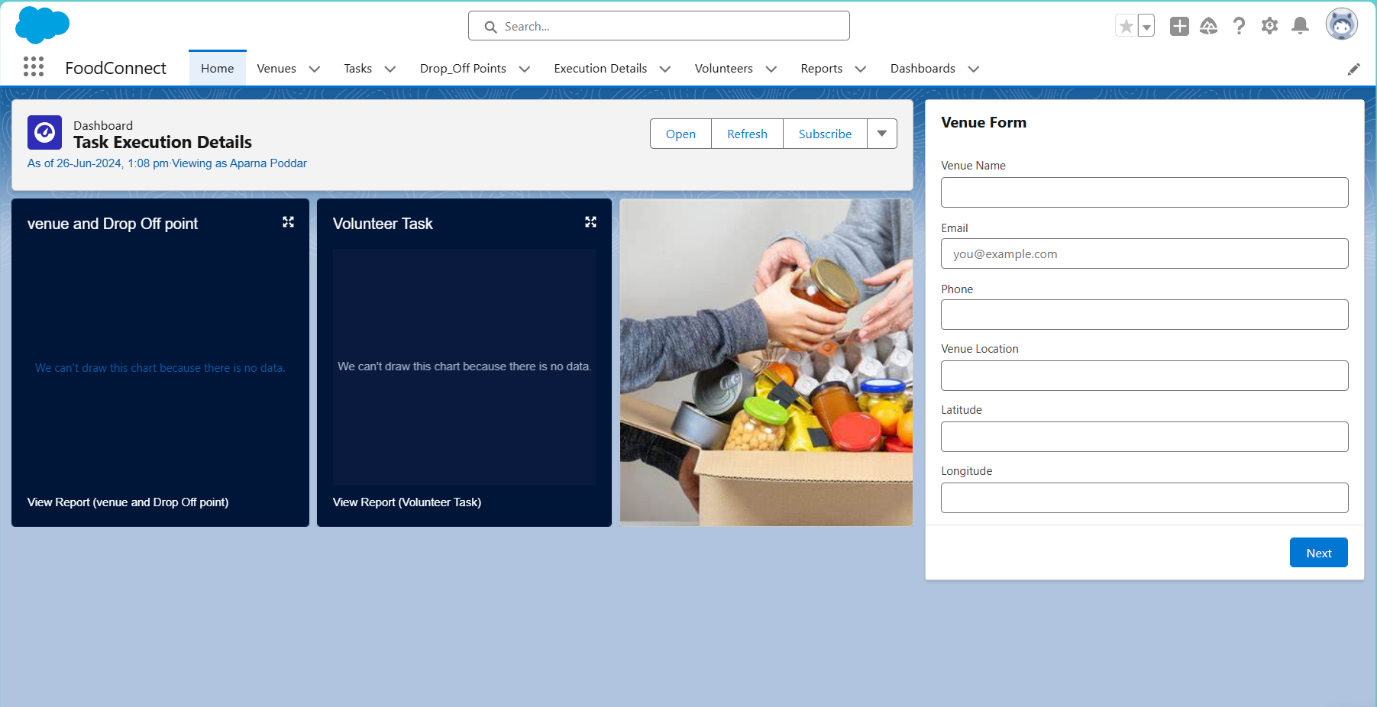 Search...
FoodConnect
Home
Venues
Tasks
Drop_Off Points
Execution Details
Volunteers
Reports
Dashboards
Dashboard
Task Execution Details
As of 26-Jun-2024, 1:08 pm·Viewing as Aparna Poddar
Open
Refresh
Subscribe
venue and Drop Off point
We can't draw this chart because there is no data.
View Report (venue and Drop Off point)
Volunteer Task
We can't draw this chart because there is no data.
View Report (Volunteer Task)
Venue Form
Venue Name
Email
you@example.com
Phone
Venue Location
Latitude
Longitude
Next